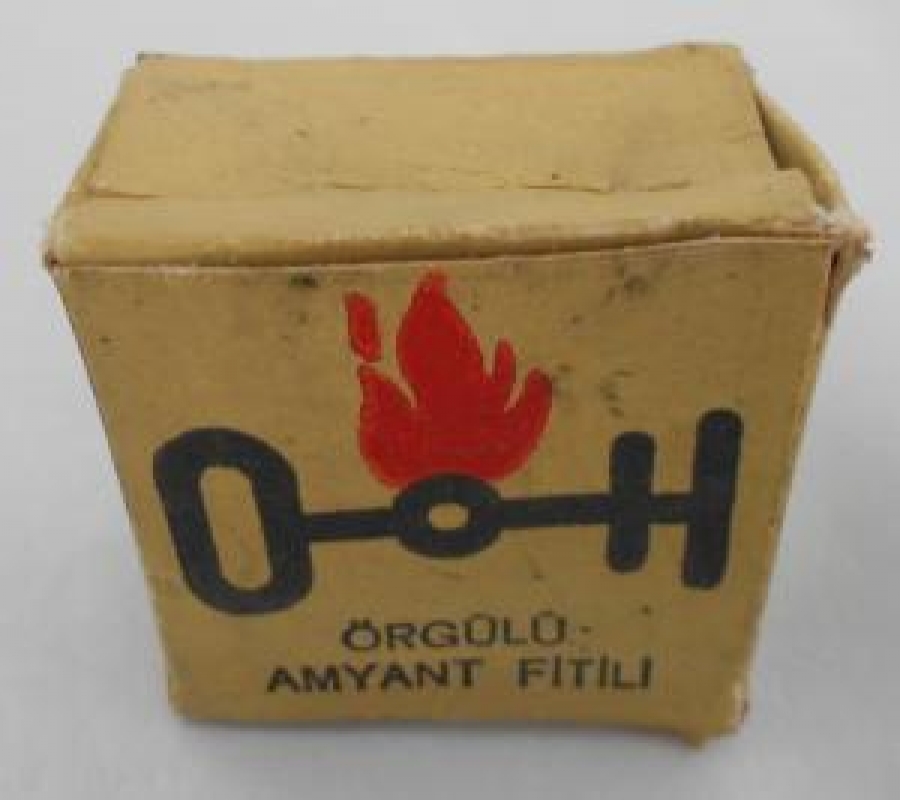 O-o-H
ÖRGÜLÜ-
AMYANT FİTİLİ